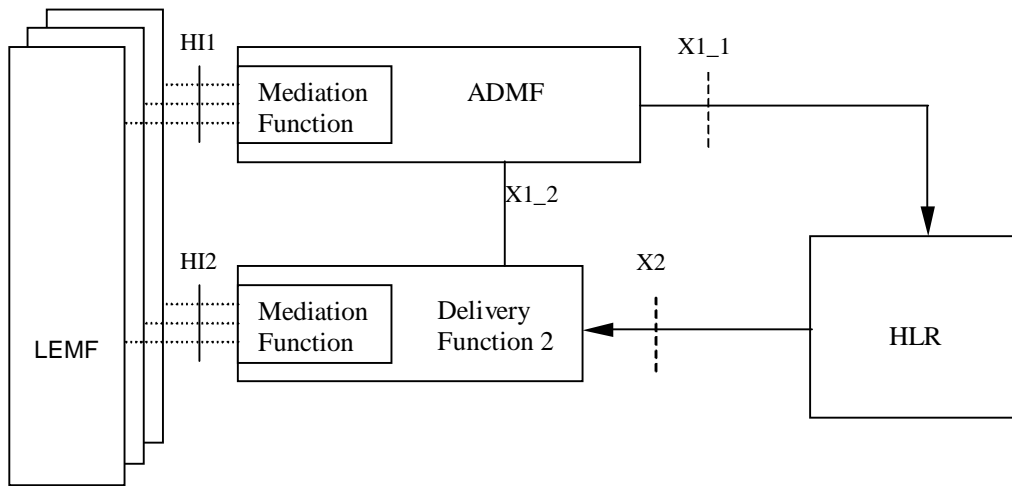 HI1
X1_1
Mediation
Function
ADMF
X1_2
HI2
X2
Mediation
Function
Delivery
Function 2
LEMF
HLR